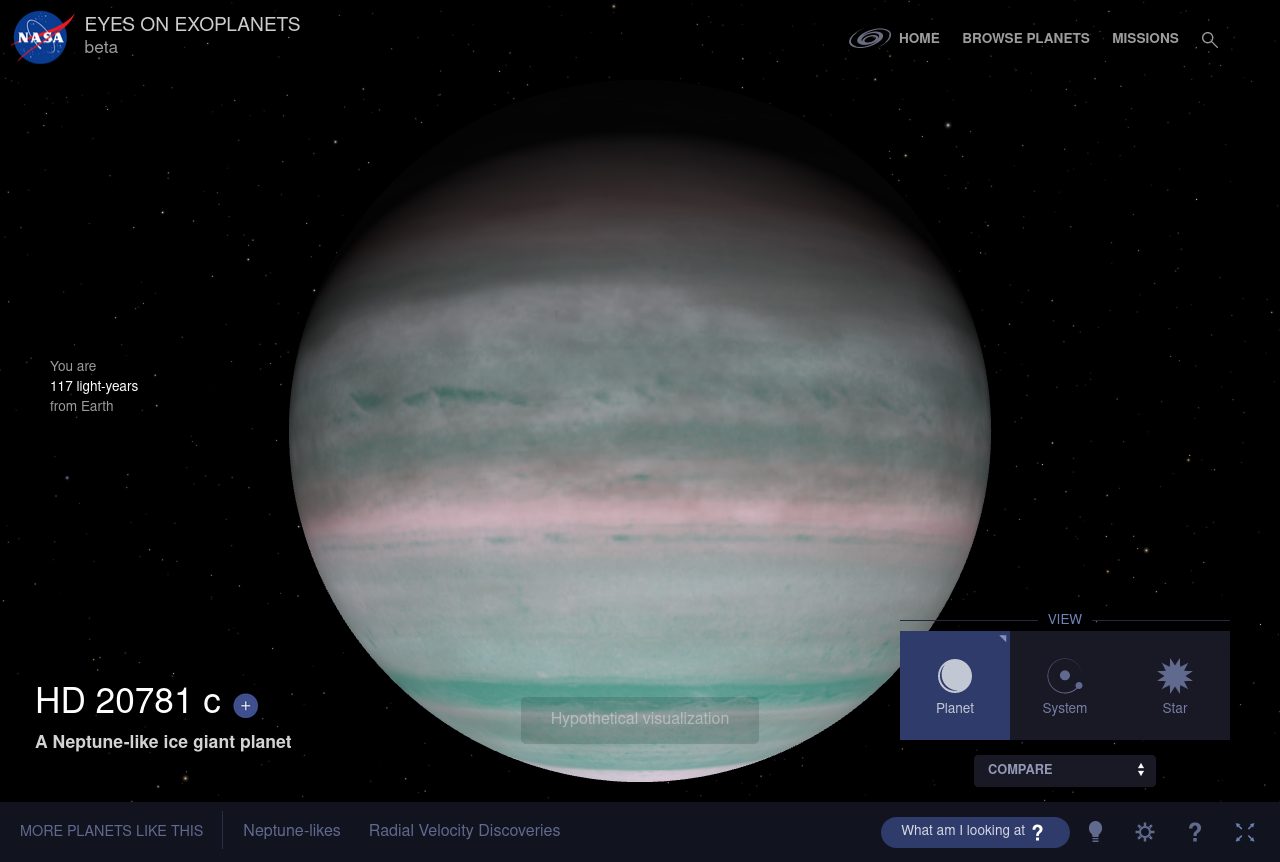 NASA
EYES ON EXOPLANETS
beta
HOME
BROWSE PLANETS
MISSIONS
You are
117 light-years
from Earth
HD 20781 c +
A Neptune-like ice giant planet
Hypothetical visualization
VIEW
Planet
System
Star
COMPARE
MORE PLANETS LIKE THIS
Neptune-likes
Radial Velocity Discoveries
What am I looking at ?
?